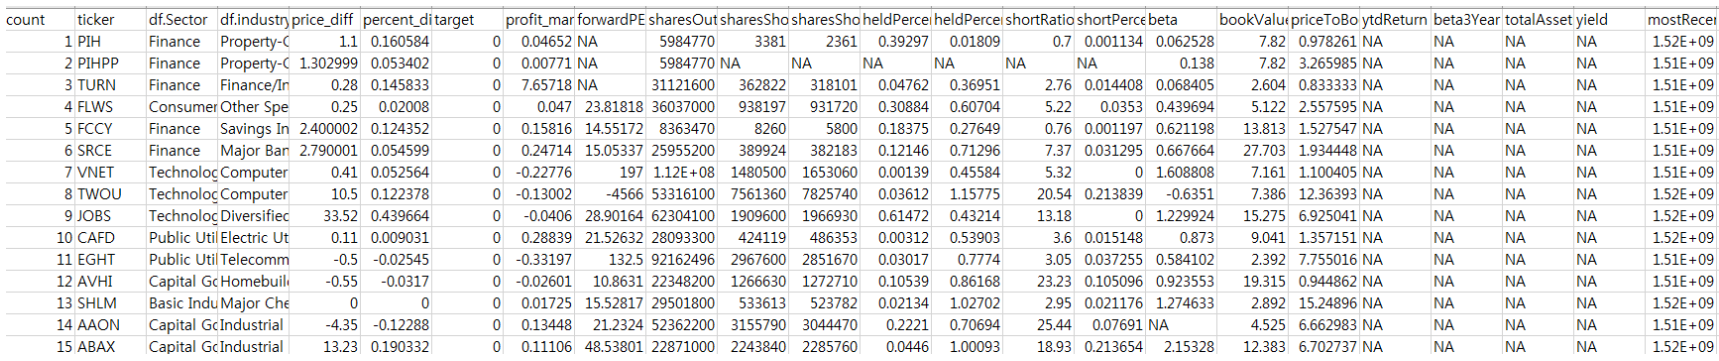 count ticker df.Sector df.industry price_diff percent_di target profit_mar forwardPE sharesOut sharesSho sharesSho heldPercer heldPercer shortRatio shortPerce beta bookValue priceToBo ytdReturn beta3Year totalAsset yield mostRecer
1 PIH Finance Property-C 1.1 0.160584 0 0.04652 NA 5984770 3381 2361 0.39297 0.01809 0.7 0.001134 0.062528 7.82 0.978261 NA NA NA NA 1.52E+09
2 PIHPP Finance Property-C 1.302999 0.053402 0 0.00771 NA 5984770 NA NA NA NA NA NA 0.138 7.82 3.265985 NA NA NA NA 1.51E+09
3 TURN Finance Finance/In 0.28 0.145833 0 7.65718 NA 31121600 362822 318101 0.04762 0.36951 2.76 0.014408 0.068405 2.604 0.833333 NA NA NA NA 1.51E+09
4 FLWS Consumer Other Spe 0.25 0.02008 0 0.047 23.81818 36037000 938197 931720 0.30884 0.60704 5.22 0.0353 0.439694 5.122 2.557595 NA NA NA NA 1.51E+09
5 FCCY Finance Savings In 2.400002 0.124352 0 0.15816 14.55172 8363470 8260 5800 0.18375 0.27649 0.76 0.001197 0.621198 13.813 1.527547 NA NA NA NA 1.51E+09
6 SRCE Finance Major Ban 2.790001 0.054599 0 0.24714 15.05337 25955200 389924 382183 0.12146 0.71296 7.37 0.031295 0.667664 27.703 1.934448 NA NA NA NA 1.51E+09
7 VNET Technolog Computer 0.41 0.052564 0 -0.22776 197 1.12E+08 1480500 1653060 0.00139 0.45584 5.32 0 1.608808 7.161 1.100405 NA NA NA NA 1.51E+09
8 TWOU Technolog Computer 10.5 0.122378 0 -0.13002 -4566 53316100 7561360 7825740 0.03612 1.15775 20.54 0.213839 -0.6351 7.386 12.36393 NA NA NA NA 1.52E+09
9 JOBS Technolog Diversified 33.52 0.439664 0 -0.0406 28.90164 62304100 1909600 1966930 0.61472 0.43214 13.18 0 1.229924 15.275 6.925041 NA NA NA NA 1.52E+09
10 CAFD Public Util Electric Ut 0.11 0.009031 0 0.28839 21.52632 28093300 424119 486353 0.00312 0.53903 3.6 0.015148 0.873 9.041 1.357151 NA NA NA NA 1.52E+09
11 EGHT Public Util Telecomm -0.5 -0.02545 0 -0.33197 132.5 92162496 2967600 2851670 0.03017 0.7774 3.05 0.037255 0.584102 2.392 7.755016 NA NA NA NA 1.51E+09
12 AVHI Capital Gc Homebuil -0.55 -0.0317 0 -0.02601 10.8631 22348200 1266630 1272710 0.10539 0.86168 23.23 0.105096 0.923553 19.315 0.944862 NA NA NA NA 1.51E+09
13 SHLM Basic Indu Major Che 0 0 0 0.01725 15.52817 29501800 533613 523782 0.02134 1.02702 2.95 0.021176 1.274633 2.892 15.24896 NA NA NA NA 1.52E+09
14 AAON Capital Gc Industrial -4.35 -0.12288 0 0.13448 21.2324 52362200 3155790 3044470 0.2221 0.70694 25.44 0.07691 NA 4.525 6.662983 NA NA NA NA 1.51E+09
15 ABAX Capital Gc Industrial 13.23 0.190332 0 0.11106 48.53801 22871000 2243840 2285760 0.0446 1.00093 18.93 0.213654 2.15328 12.383 6.702737 NA NA NA NA 1.51E+09